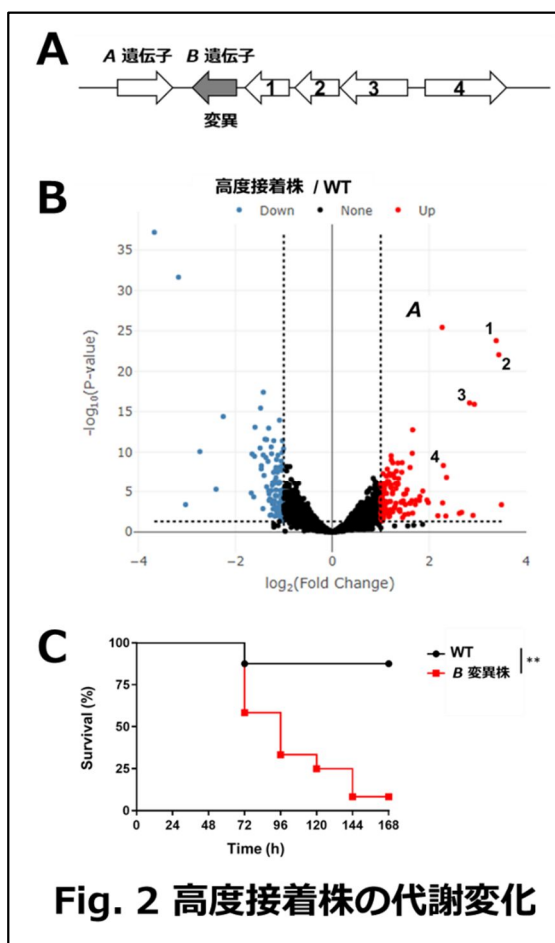 A
A 遺伝子 B 遺伝子
1 2 3 4
変異
B
高度接着株 / WT
Down None Up
35
30
25
20
15
10
5
0
-log10(P-value)
A
1
2
3
4
−4 −2 0 2 4
log2(Fold Change)
C
100
75
50
25
0
Survival (%)
0 24 48 72 96 120 144 168
Time (h)
WT
B 変異株
**
Fig. 2 高度接着株の代謝変化